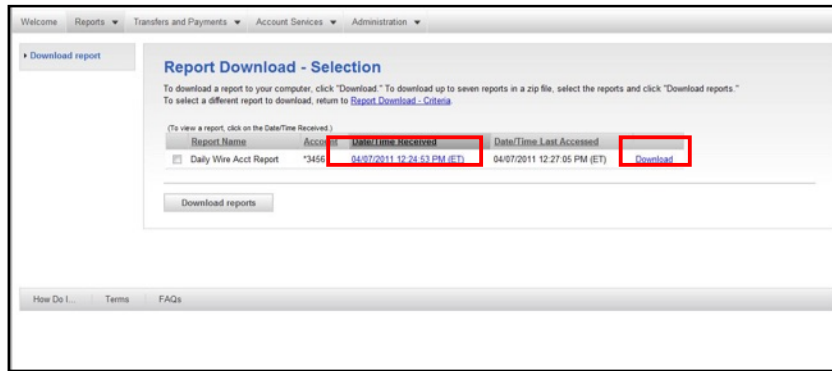 Welcome Reports Transfers and Payments Account Services Administration
Download report
Report Download - Selection
To download a report to your computer, click "Download." To download up to seven reports in a zip file, select the reports and click "Download reports."
To select a different report to download, return to Report Download - Criteria.
(To view a report, click on the Date/Time Received.)
Report Name Account Date/Time Received Date/Time Last Accessed
Daily Wire Acct Report *3456 04/07/2011 12:24:53 PM (ET) 04/07/2011 12:27:05 PM (ET) Download
Download reports
How Do I... Terms FAQs